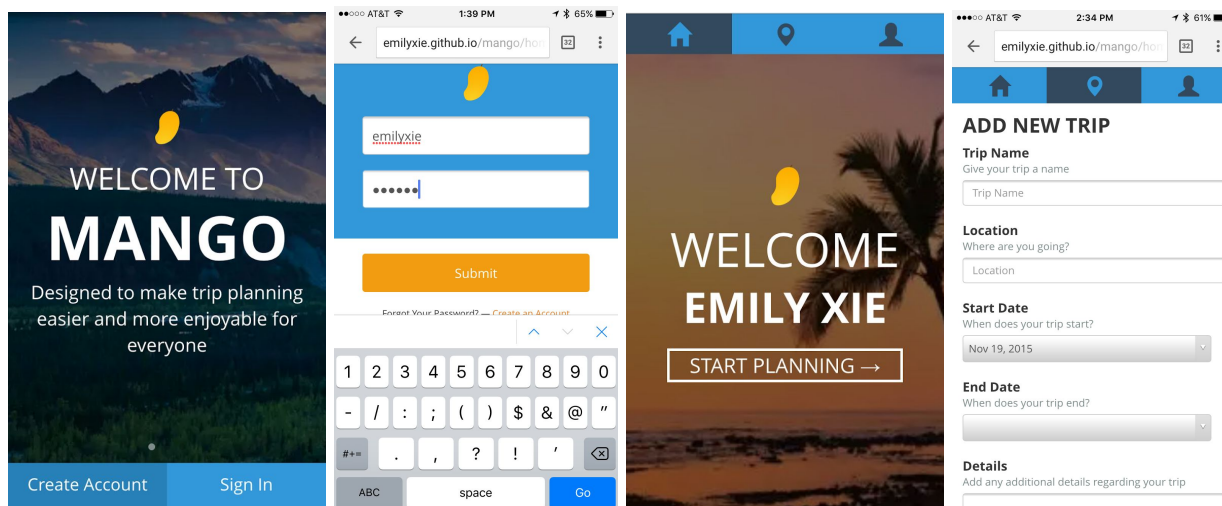 WELCOME TO
MANGO
Designed to make trip planning
easier and more enjoyable for
everyone
Create Account
Sign In
AT&T
1:39 PM
65%
emilyxie.github.io/mango/hom
32
emilyxie
Submit
Forgot Your Password? — Create an Account
1 2 3 4 5 6 7 8 9 0
- / : ; ( ) $ & @ "
#+= . , ? ! '
ABC space Go
WELCOME
EMILY XIE
START PLANNING →
AT&T
2:34 PM
61%
emilyxie.github.io/mango/hom
32
ADD NEW TRIP
Trip Name
Give your trip a name
Trip Name
Location
Where are you going?
Location
Start Date
When does your trip start?
Nov 19, 2015
End Date
When does your trip end?
Details
Add any additional details regarding your trip